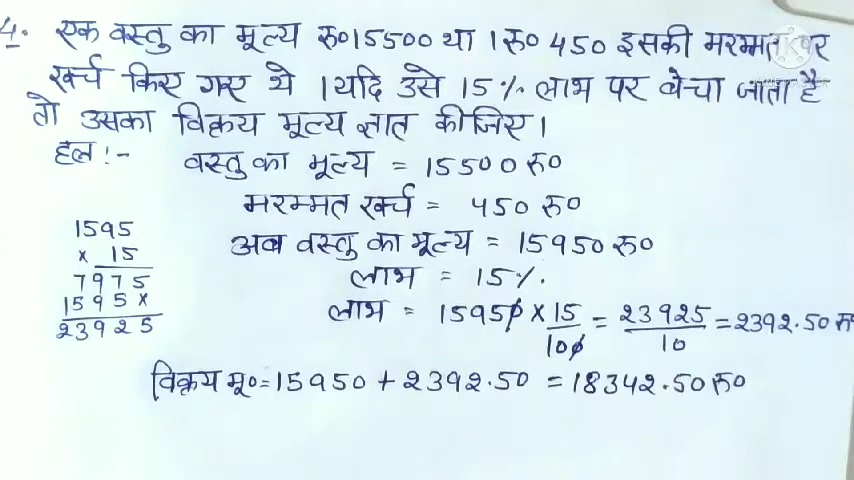 4. एक वस्तु का मूल्य रु०15500 था । रु० 450 इसकी मरम्मत पर
खर्च किए गए थे । यदि उसे 15% लाभ पर बेचा जाता है
तो उसका विक्रय मूल्य ज्ञात कीजिए।
हल :- वस्तु का मूल्य = 15500 रु०
मरम्मत खर्च = 450 रु०
अब वस्तु का मूल्य = 15950 रु०
लाभ = 15%
लाभ = 15950 × 15/100 = 23925/10 = 2392.50 रु
1595
× 15
7975
1595×
23925
विक्रय मू०=15950 + 2392.50 = 18342.50 रु०